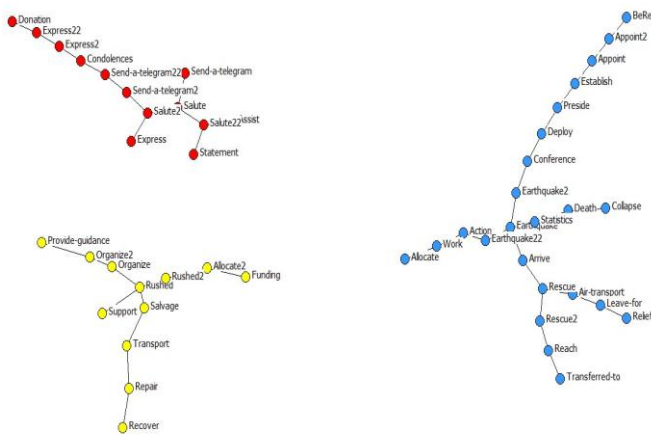 Donation
Express22
Express2
Condolences
Send-a-telegram22
Send-a-telegram
Send-a-telegram2
Salute
Salute2
Salute22
Express
Statement
BeRe
Appoint2
Appoint
Establish
Preside
Deploy
Conference
Earthquake2
Death
Collapse
Statistics
Action
Earthquake22
Work
Allocate
Arrive
Rescue
Air-transport
Leave-for
Relief
Rescue2
Reach
Transferred-to
Provide-guidance
Organize2
Organize
Allocate2
Rushed2
Funding
Rushed
Support
Salvage
Transport
Repair
Recover